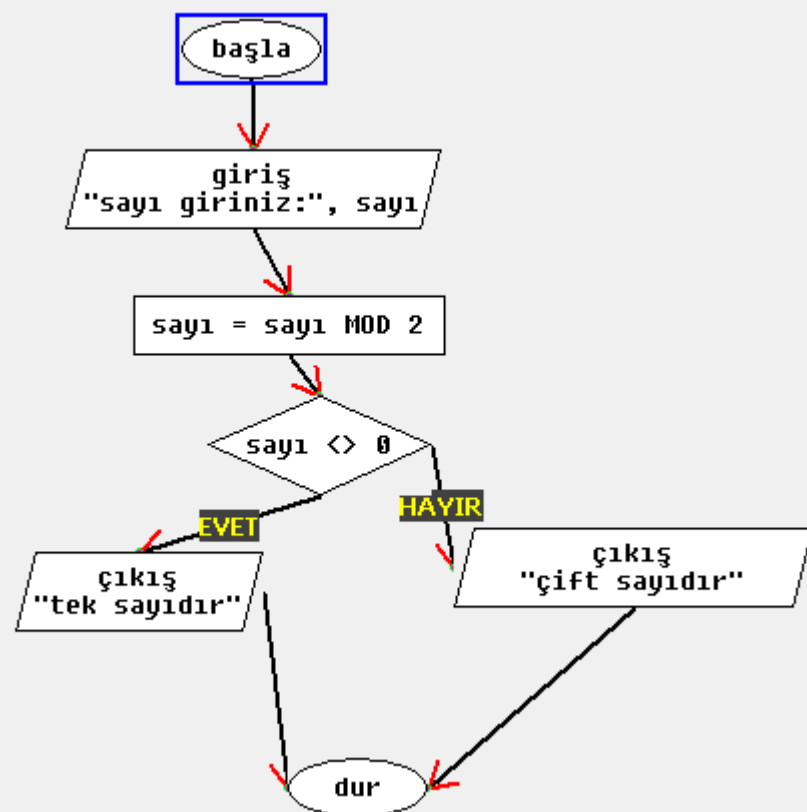 başla
giriş
"sayı giriniz:", sayı
sayı = sayı MOD 2
sayı <> 0
EVET
HAYIR
çıkış
"tek sayıdır"
çıkış
"çift sayıdır"
dur